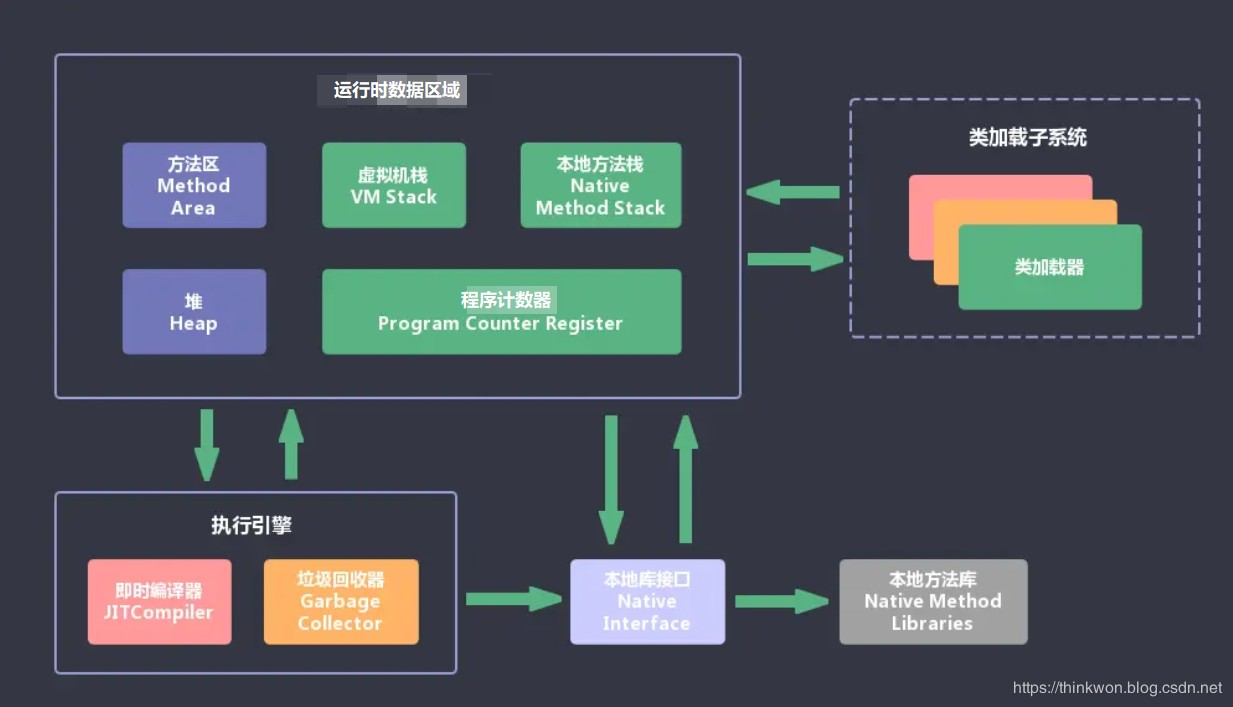 运行时数据区域
方法区
Method
Area
虚拟机栈
VM Stack
本地方法栈
Native
Method Stack
堆
Heap
程序计数器
Program Counter Register
类加载子系统
类加载器
执行引擎
即时编译器
JITCompiler
垃圾回收器
Garbage
Collector
本地库接口
Native
Interface
本地方法库
Native Method
Libraries
https://thinkwon.blog.csdn.net